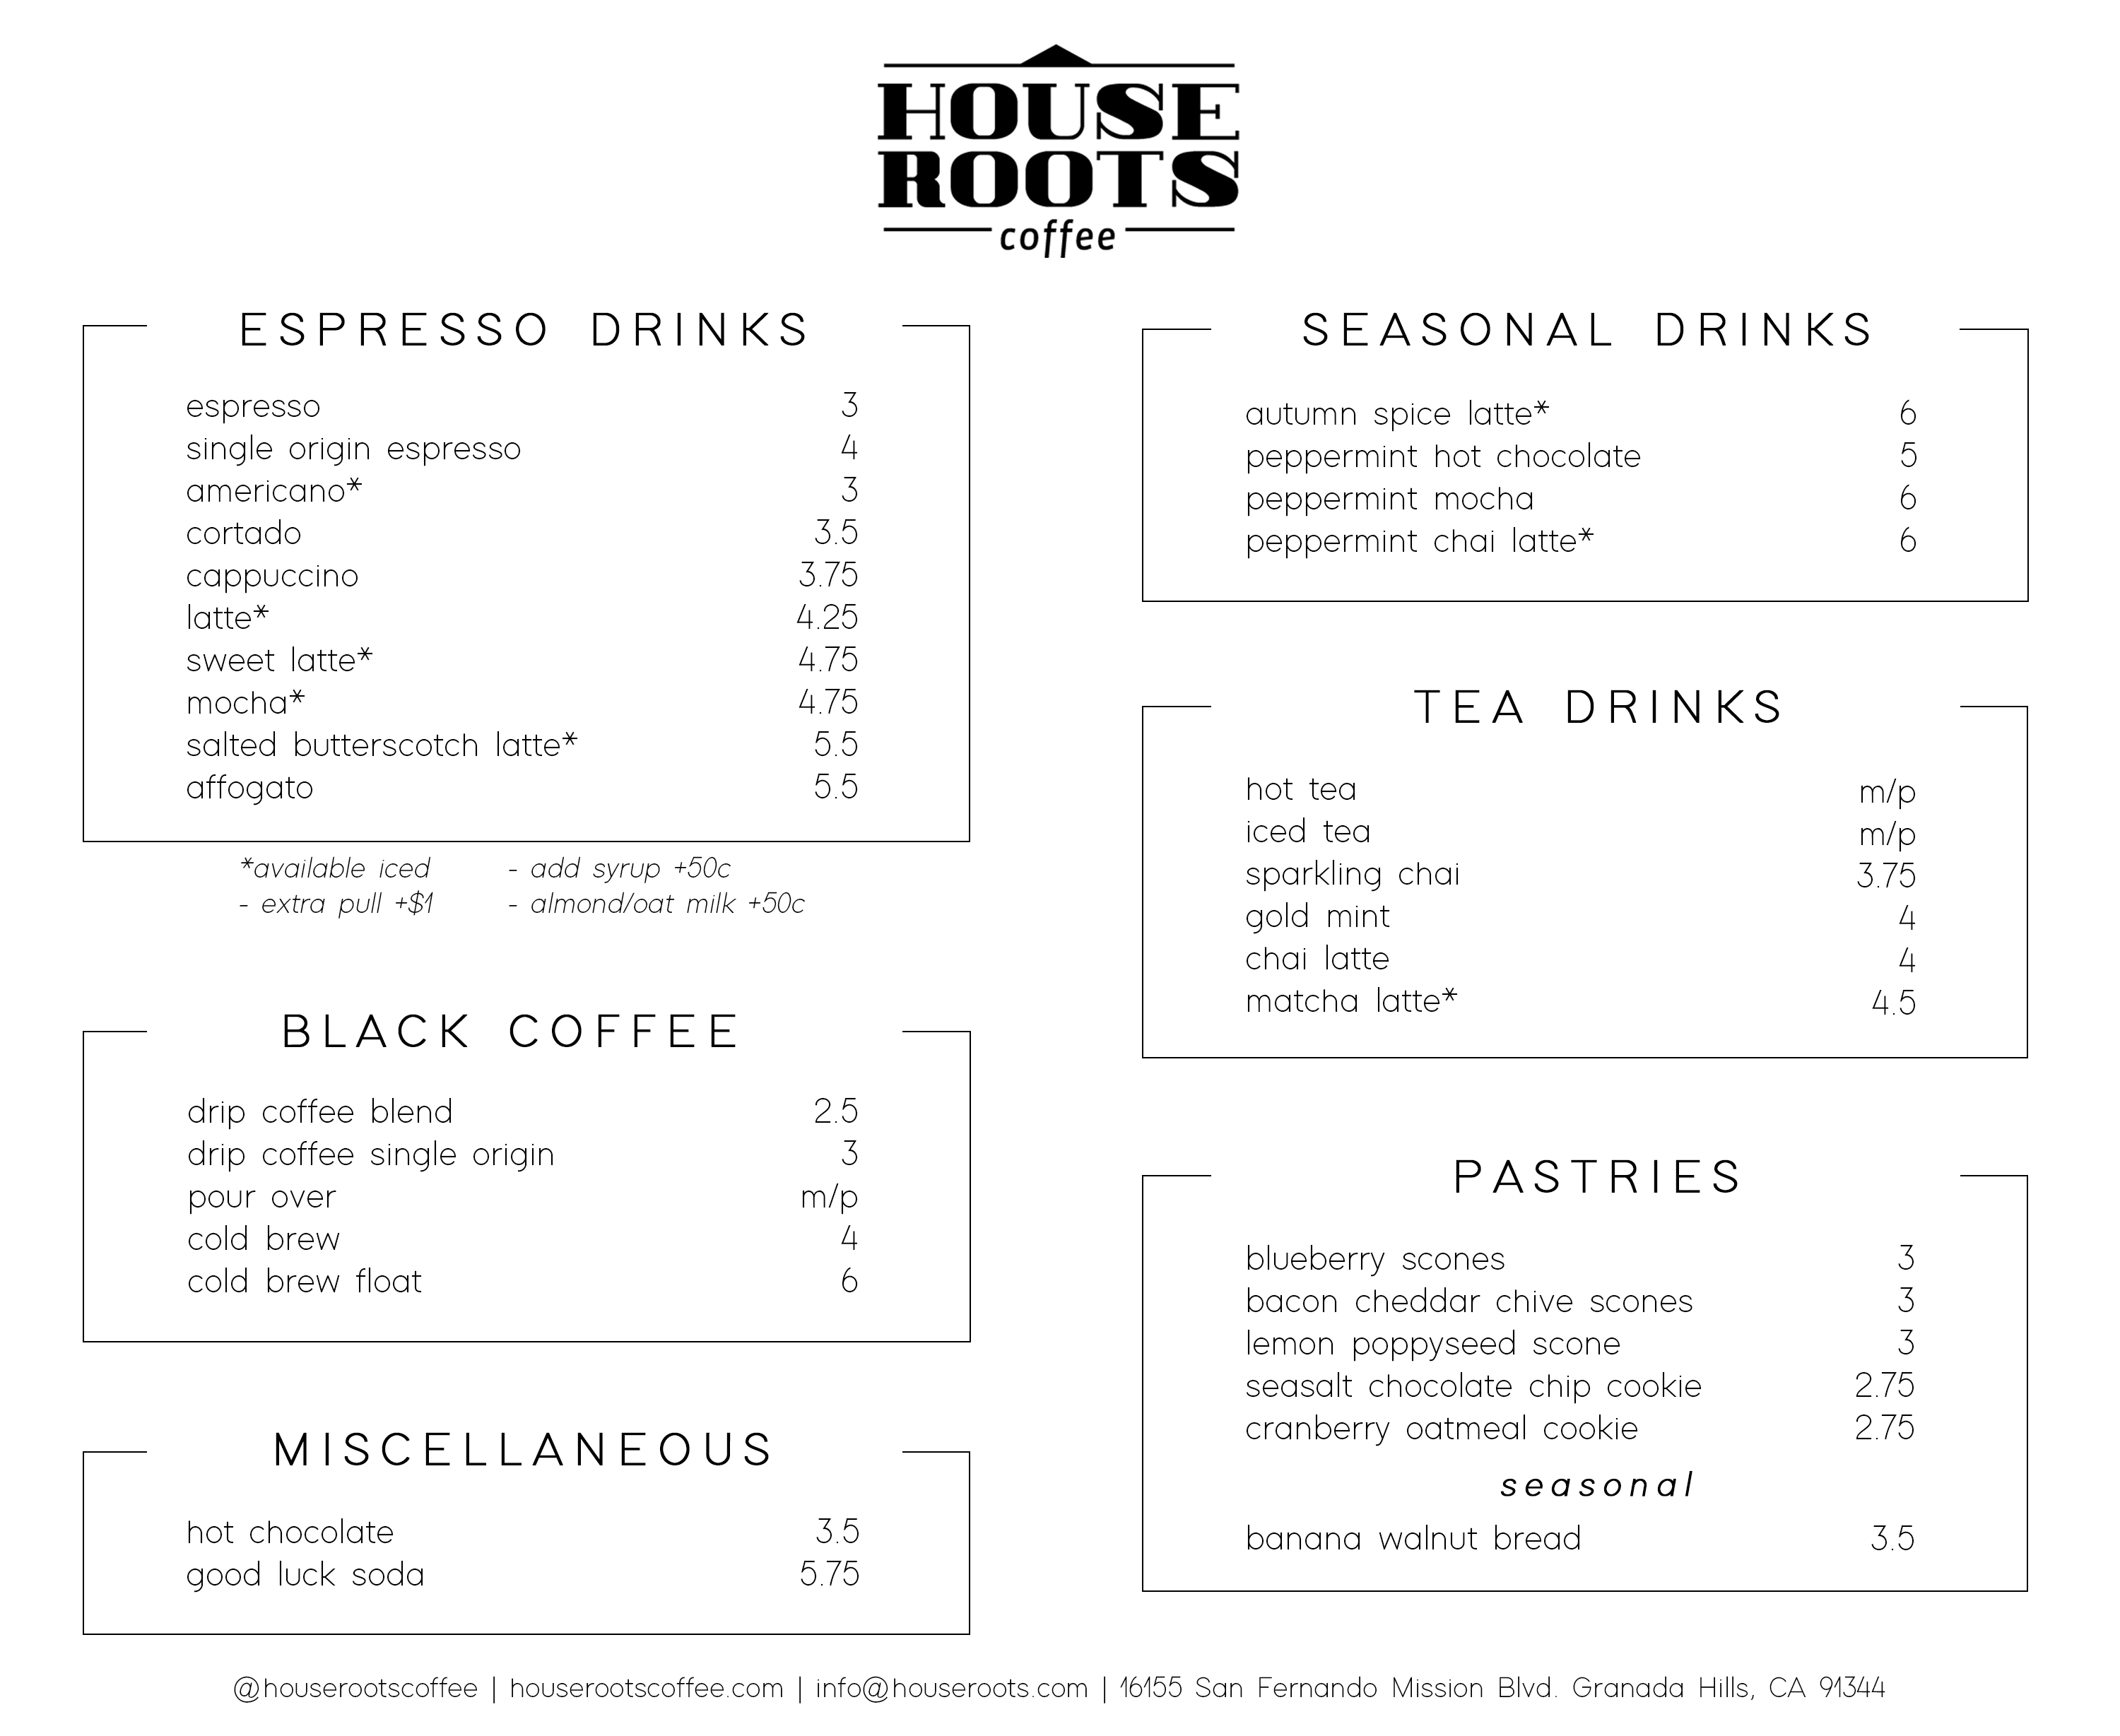 HOUSE
ROOTS
coffee
ESPRESSO DRINKS
espresso 3
single origin espresso 4
americano* 3
cortado 3.5
cappuccino 3.75
latte* 4.25
sweet latte* 4.75
mocha* 4.75
salted butterscotch latte* 5.5
affogato 5.5
*available iced - add syrup +50c
- extra pull +$1 - almond/oat milk +50c
BLACK COFFEE
drip coffee blend 2.5
drip coffee single origin 3
pour over m/p
cold brew 4
cold brew float 6
MISCELLANEOUS
hot chocolate 3.5
good luck soda 5.75
SEASONAL DRINKS
autumn spice latte* 6
peppermint hot chocolate 5
peppermint mocha 6
peppermint chai latte* 6
TEA DRINKS
hot tea m/p
iced tea m/p
sparkling chai 3.75
gold mint 4
chai latte 4
matcha latte* 4.5
PASTRIES
blueberry scones 3
bacon cheddar chive scones 3
lemon poppyseed scone 3
seasalt chocolate chip cookie 2.75
cranberry oatmeal cookie 2.75
seasonal
banana walnut bread 3.5
@houserootscoffee | houserootscoffee.com | info@houseroots.com | 16155 San Fernando Mission Blvd. Granada Hills, CA 91344